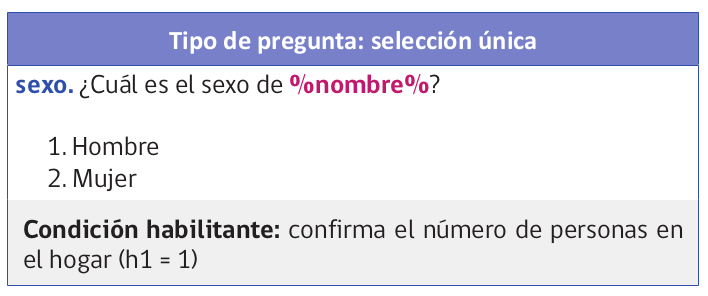 Tipo de pregunta: selección única
sexo. ¿Cuál es el sexo de %nombre%?
1. Hombre
2. Mujer
Condición habilitante: confirma el número de personas en
el hogar (h1 = 1)